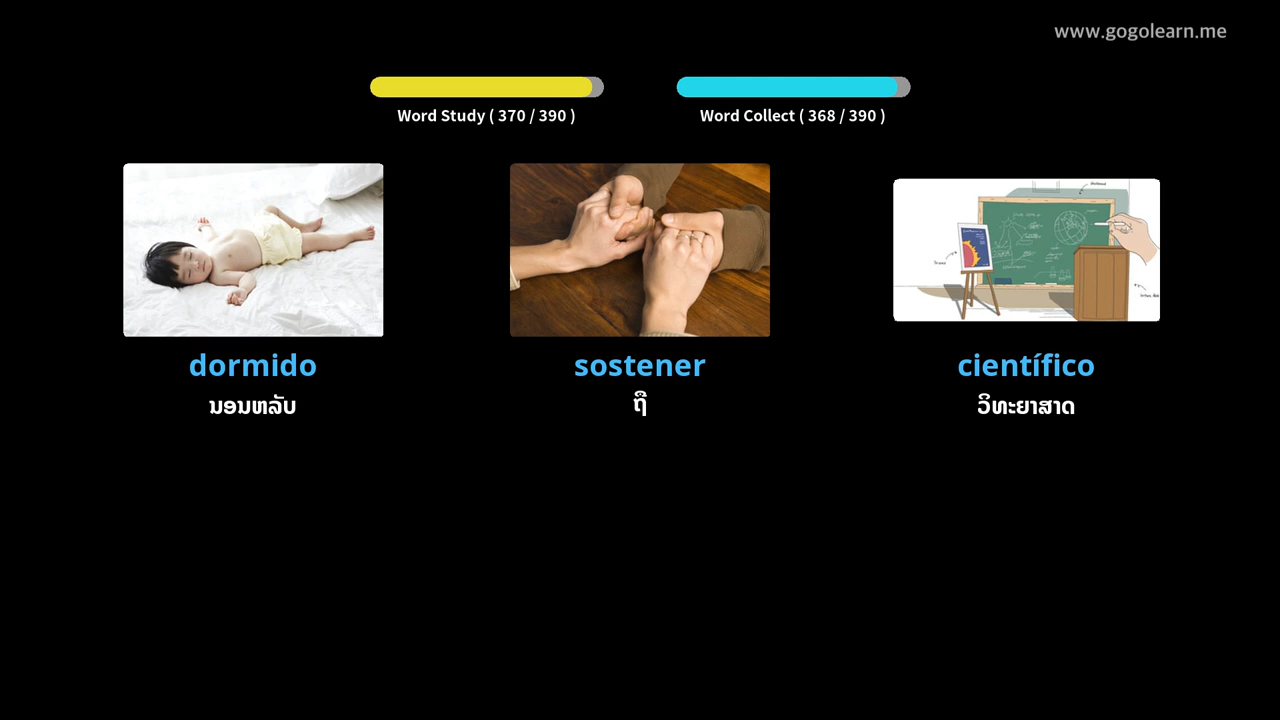 www.gogolearn.me
Word Study ( 370 / 390 )
Word Collect ( 368 / 390 )
dormido
sostener
científico
ນອນຫລັບ
ຖື
ວິທະຍາສາດ